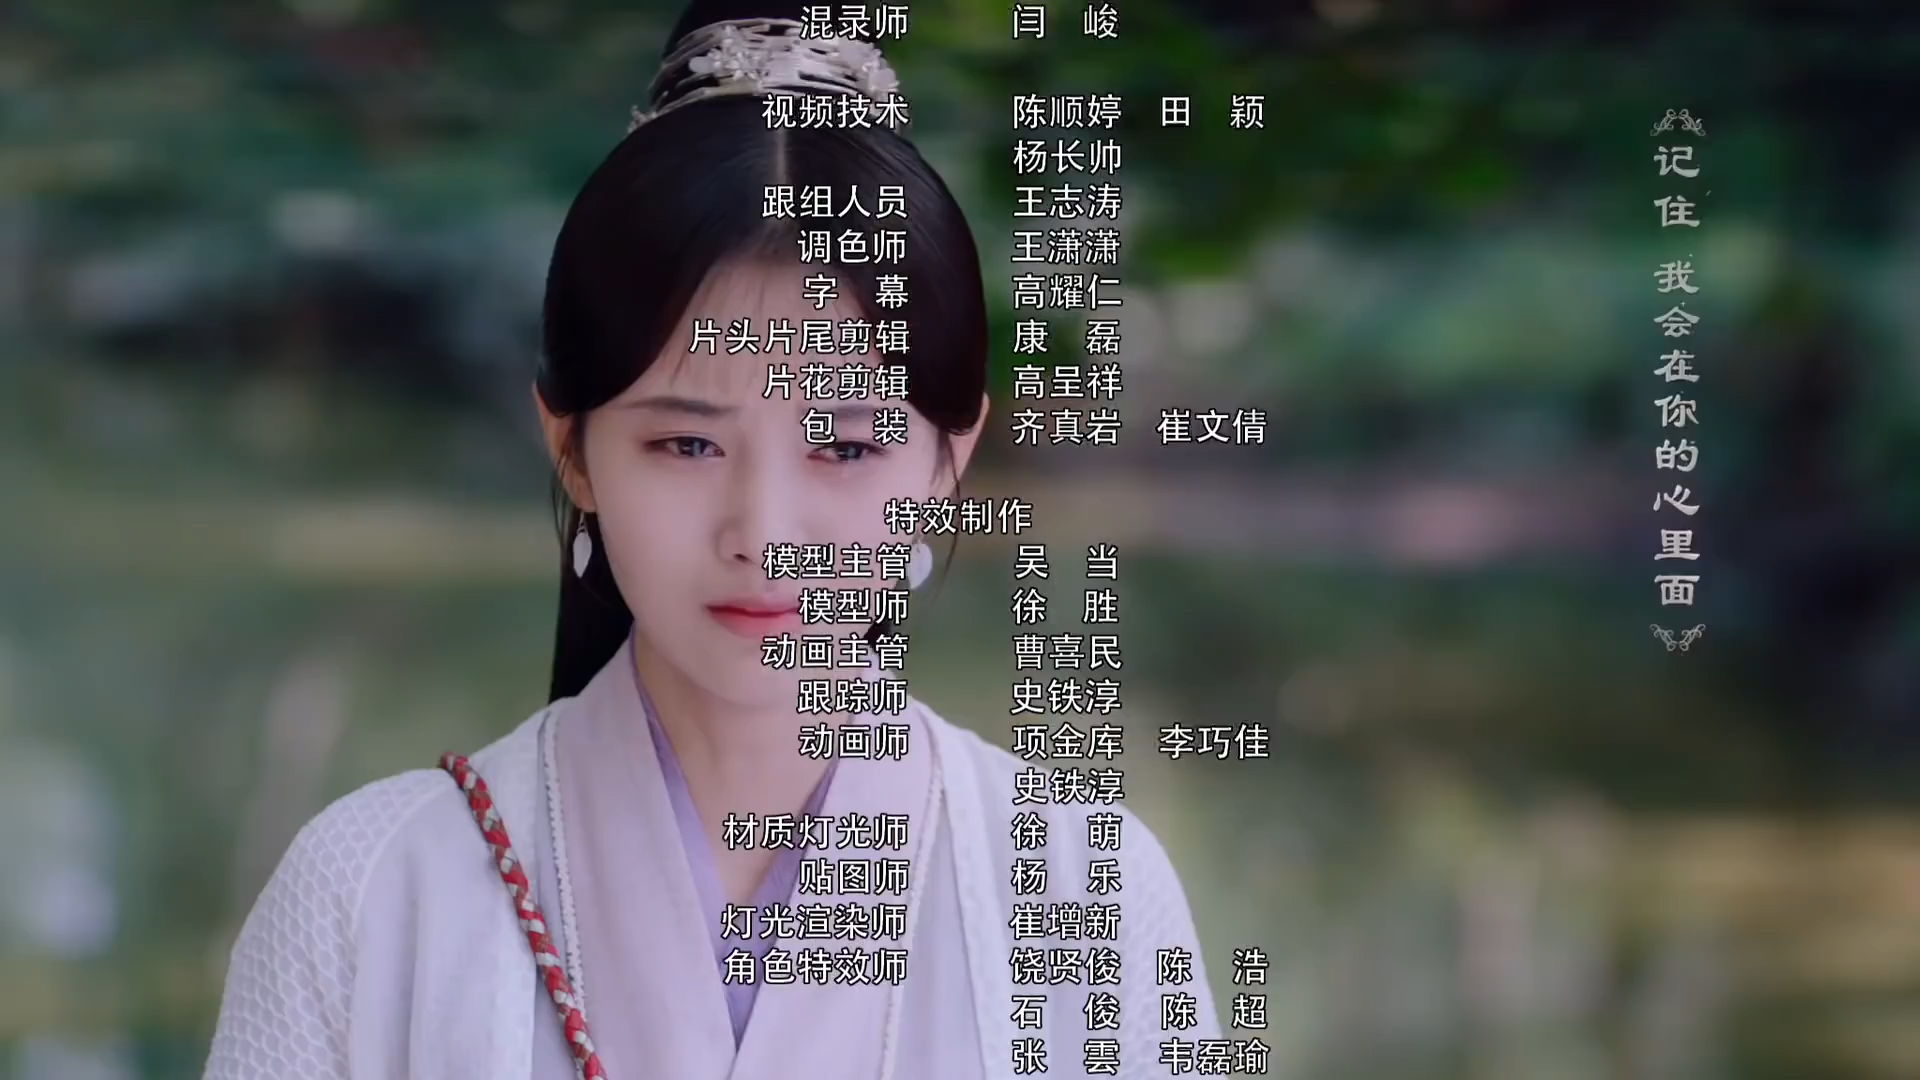 混录师 闫 峻
视频技术 陈顺婷 田 颖
杨长帅
跟组人员 王志涛
调色师 王潇潇
字 幕 高耀仁
片头片尾剪辑 康 磊
片花剪辑 高呈祥
包 装 齐真岩 崔文倩
特效制作
模型主管 吴 当
模型师 徐 胜
动画主管 曹喜民
跟踪师 史铁淳
动画师 项金库 李巧佳
史铁淳
材质灯光师 徐 萌
贴图师 杨 乐
灯光渲染师 崔增新
角色特效师 饶贤俊 陈 浩
石 俊 陈 超
张 雲 韦磊瑜
记住 我会在你的心里面